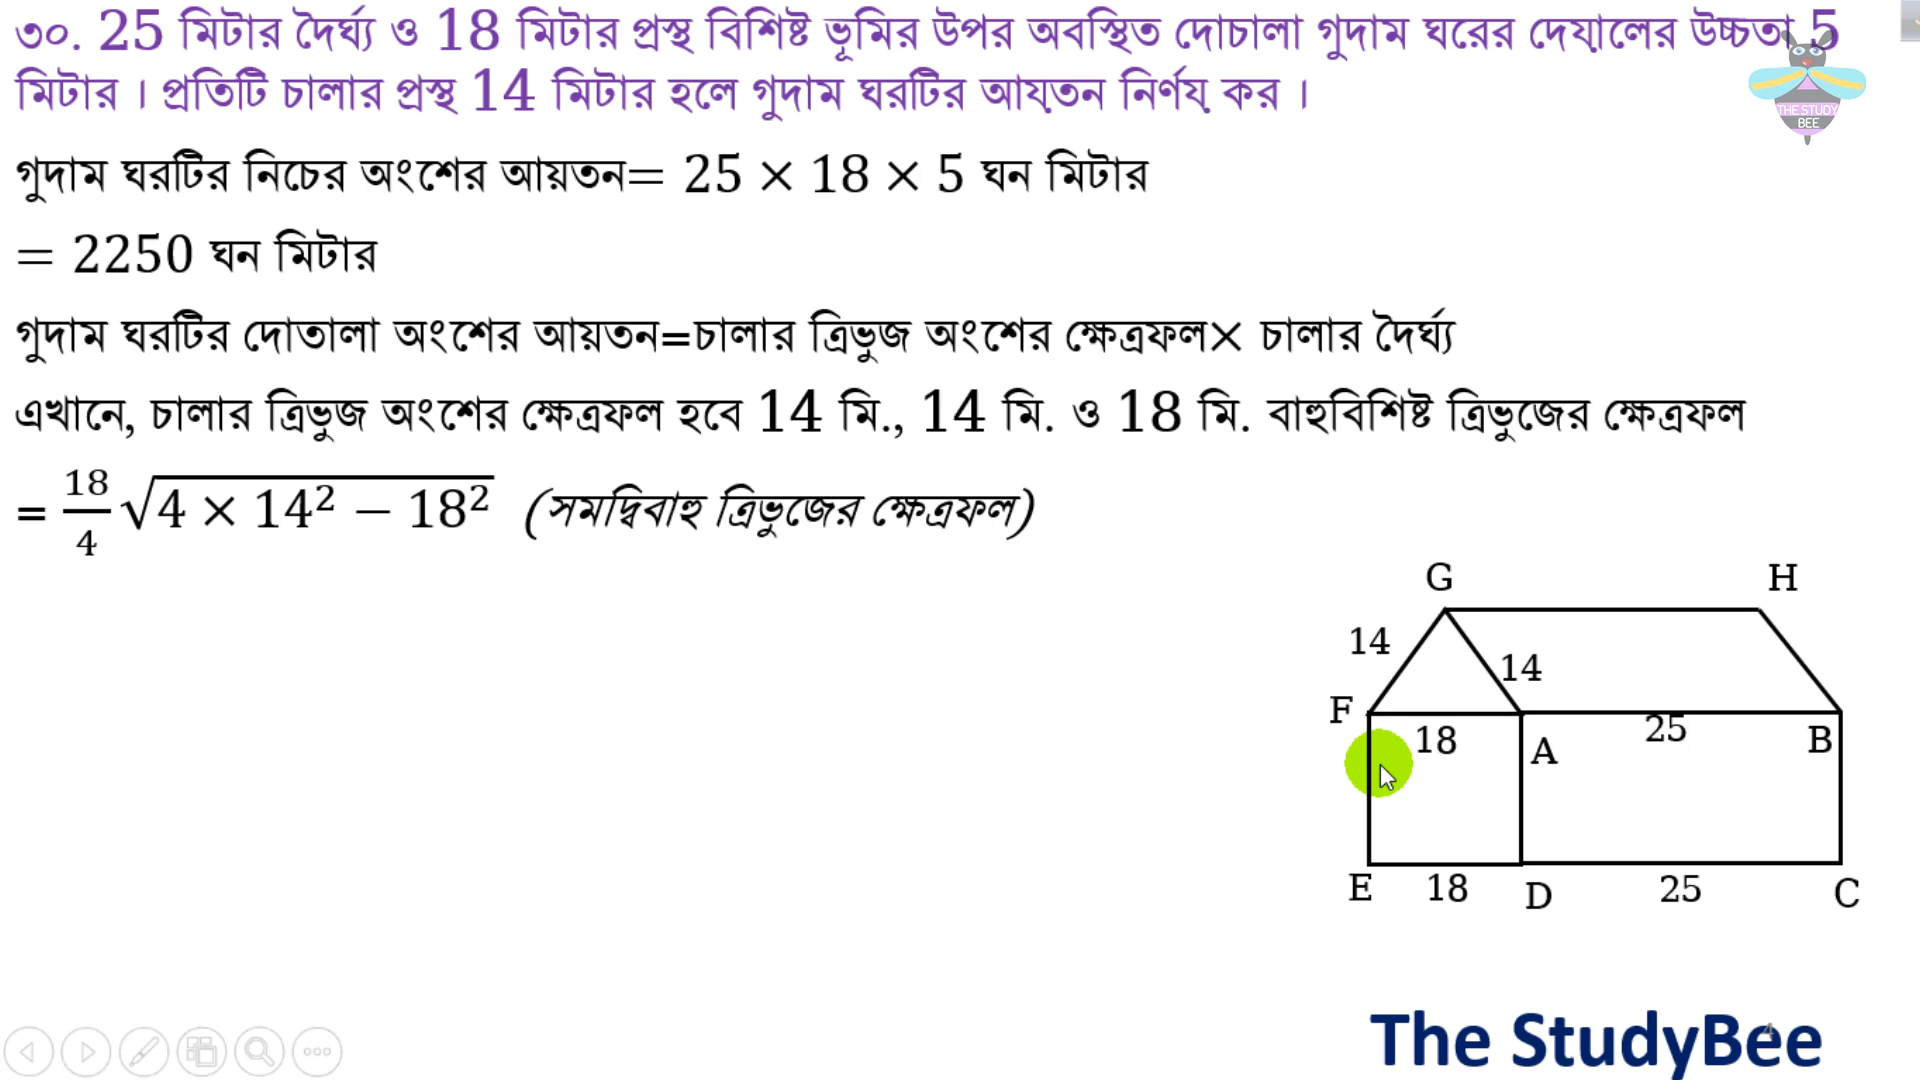 ৩০. 25 মিটার দৈর্ঘ্য ও 18 মিটার প্রস্থ বিশিষ্ট ভূমির উপর অবস্থিত দোচালা গুদাম ঘরের দেয়ালের উচ্চতা 5
মিটার । প্রতিটি চালার প্রস্থ 14 মিটার হলে গুদাম ঘরটির আয়তন নির্ণয় কর ।
THE STUDY
BEE
গুদাম ঘরটির নিচের অংশের আয়তন= 25 × 18 × 5 ঘন মিটার
= 2250 ঘন মিটার
গুদাম ঘরটির দোতালা অংশের আয়তন=চালার ত্রিভুজ অংশের ক্ষেত্রফল× চালার দৈর্ঘ্য
এখানে, চালার ত্রিভুজ অংশের ক্ষেত্রফল হবে 14 মি., 14 মি. ও 18 মি. বাহুবিশিষ্ট ত্রিভুজের ক্ষেত্রফল
= 18/4 √(4 × 14² − 18²) (সমদ্বিবাহু ত্রিভুজের ক্ষেত্রফল)
G H
14 14
F 18 A 25 B
E 18 D 25 C
The StudyBee
4